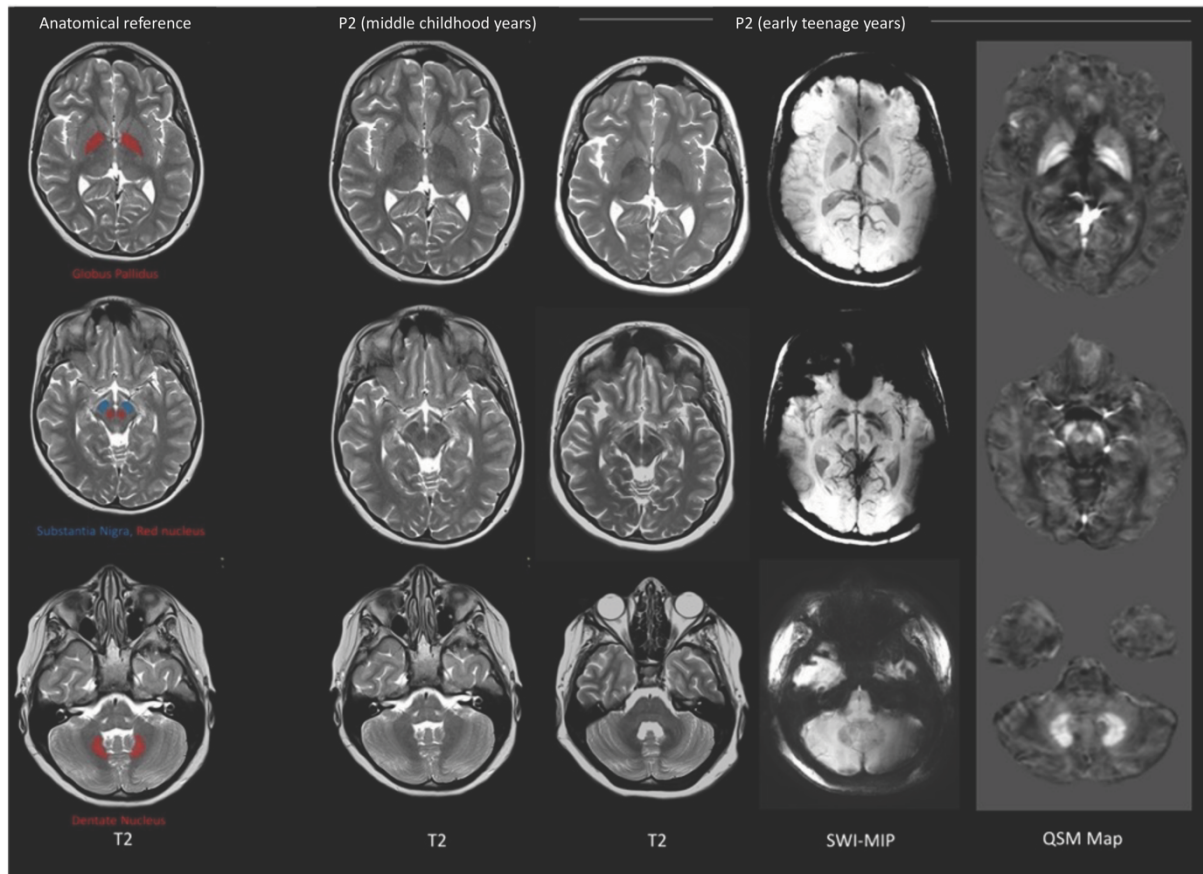 Anatomical reference
P2 (middle childhood years)
P2 (early teenage years)
Globus Pallidus
Substantia Nigra, Red nucleus
Dentate Nucleus
T2
T2
T2
SWI-MIP
QSM Map